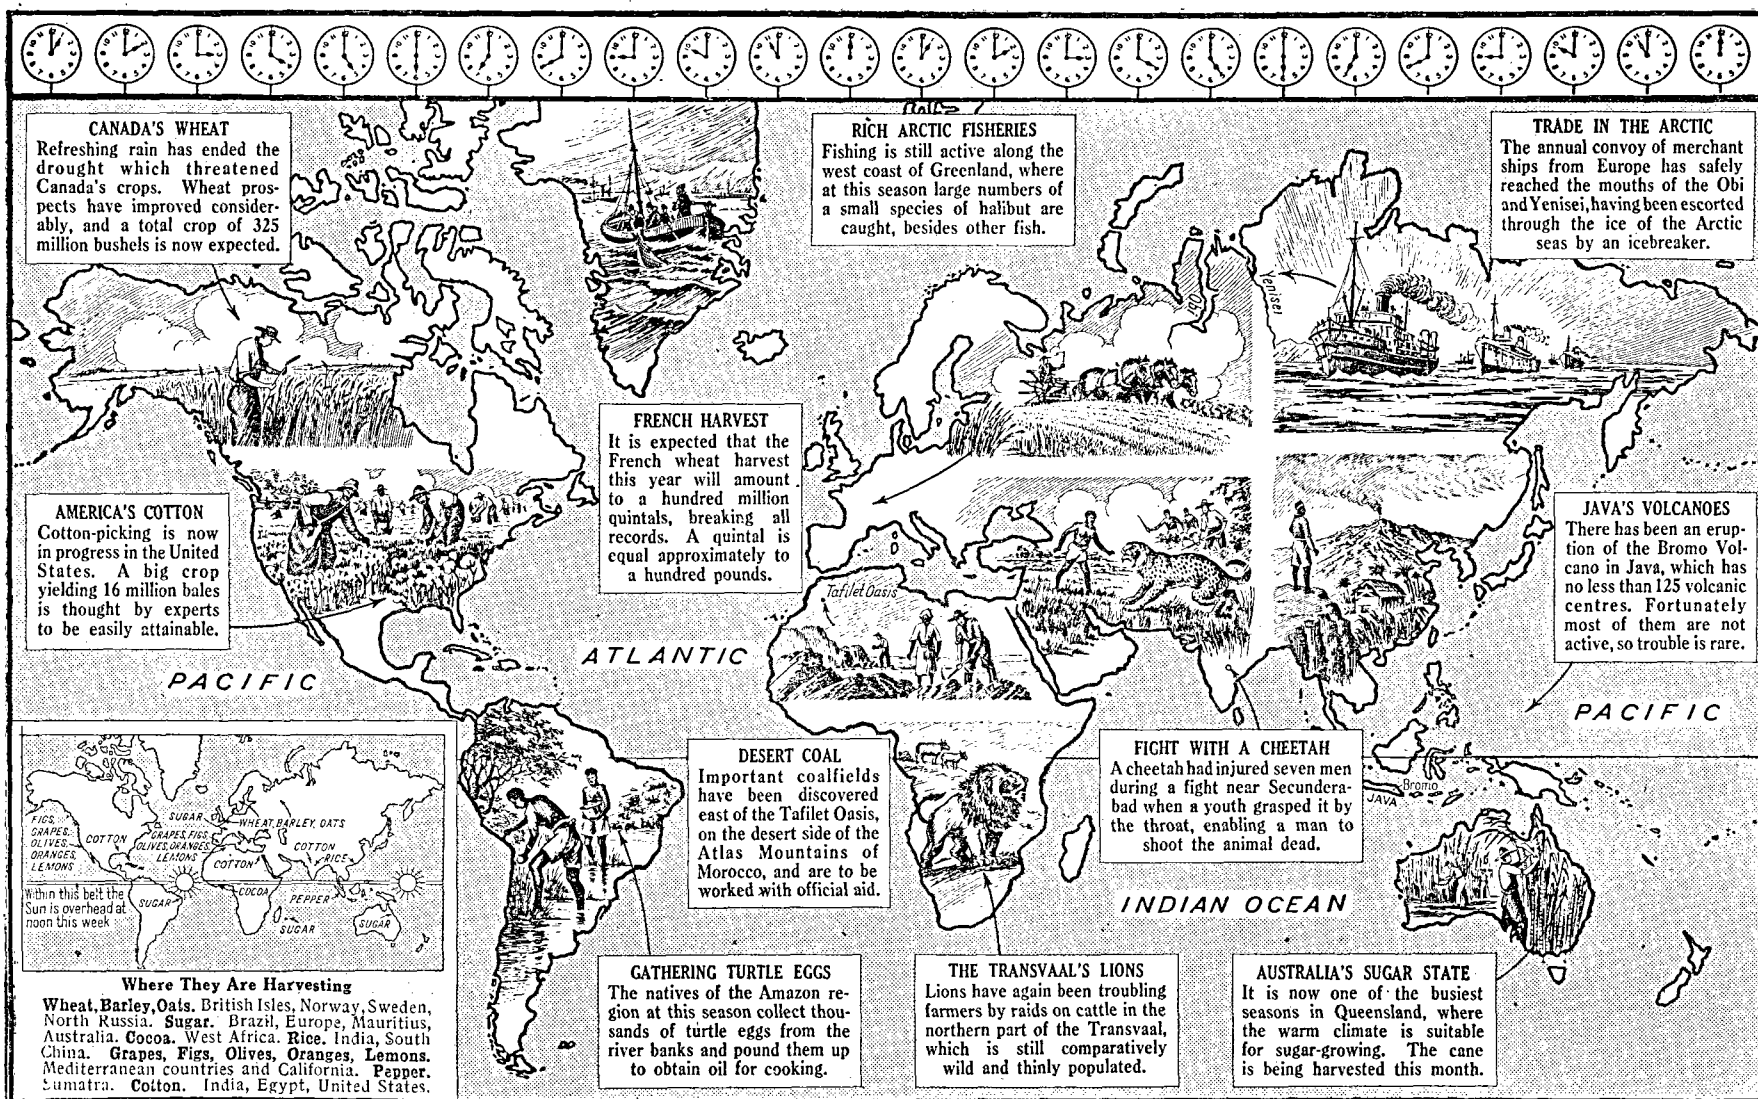 CANADA'S WHEAT
Refreshing rain has ended the
drought which threatened
Canada's crops. Wheat pros-
pects have improved consider-
ably, and a total crop of 325
million bushels is now expected.
RICH ARCTIC FISHERIES
Fishing is still active along the
west coast of Greenland, where
at this season large numbers of
a small species of halibut are
caught, besides other fish.
TRADE IN THE ARCTIC
The annual convoy of merchant
ships from Europe has safely
reached the mouths of the Obi
and Yenisei, having been escorted
through the ice of the Arctic
seas by an icebreaker.
Obi
Yenisei
FRENCH HARVEST
It is expected that the
French wheat harvest
this year will amount
to a hundred million
quintals, breaking all
records. A quintal is
equal approximately to
a hundred pounds.
AMERICA'S COTTON
Cotton-picking is now
in progress in the United
States. A big crop
yielding 16 million bales
is thought by experts
to be easily attainable.
JAVA'S VOLCANOES
There has been an erup-
tion of the Bromo Vol-
cano in Java, which has
no less than 125 volcanic
centres. Fortunately
most of them are not
active, so trouble is rare.
Tafilet Oasis
ATLANTIC
PACIFIC
PACIFIC
DESERT COAL
Important coalfields
have been discovered
east of the Tafilet Oasis,
on the desert side of the
Atlas Mountains of
Morocco, and are to be
worked with official aid.
FIGHT WITH A CHEETAH
A cheetah had injured seven men
during a fight near Secundera-
bad when a youth grasped it by
the throat, enabling a man to
shoot the animal dead.
JAVA
Bromo
INDIAN OCEAN
FIGS,
GRAPES,
OLIVES,
ORANGES,
LEMONS
COTTON
SUGAR
GRAPES, FIGS,
OLIVES, ORANGES,
LEMONS
WHEAT, BARLEY, OATS
COTTON
COTTON
RICE
COCOA
PEPPER
SUGAR
SUGAR
SUGAR
Within this belt the
Sun is overhead at
noon this week
Where They Are Harvesting
Wheat, Barley, Oats. British Isles, Norway, Sweden,
North Russia. Sugar. Brazil, Europe, Mauritius,
Australia. Cocoa. West Africa. Rice. India, South
China. Grapes, Figs, Olives, Oranges, Lemons.
Mediterranean countries and California. Pepper.
Sumatra. Cotton. India, Egypt, United States.
GATHERING TURTLE EGGS
The natives of the Amazon re-
gion at this season collect thou-
sands of turtle eggs from the
river banks and pound them up
to obtain oil for cooking.
THE TRANSVAAL'S LIONS
Lions have again been troubling
farmers by raids on cattle in the
northern part of the Transvaal,
which is still comparatively
wild and thinly populated.
AUSTRALIA'S SUGAR STATE
It is now one of the busiest
seasons in Queensland, where
the warm climate is suitable
for sugar-growing. The cane
is being harvested this month.